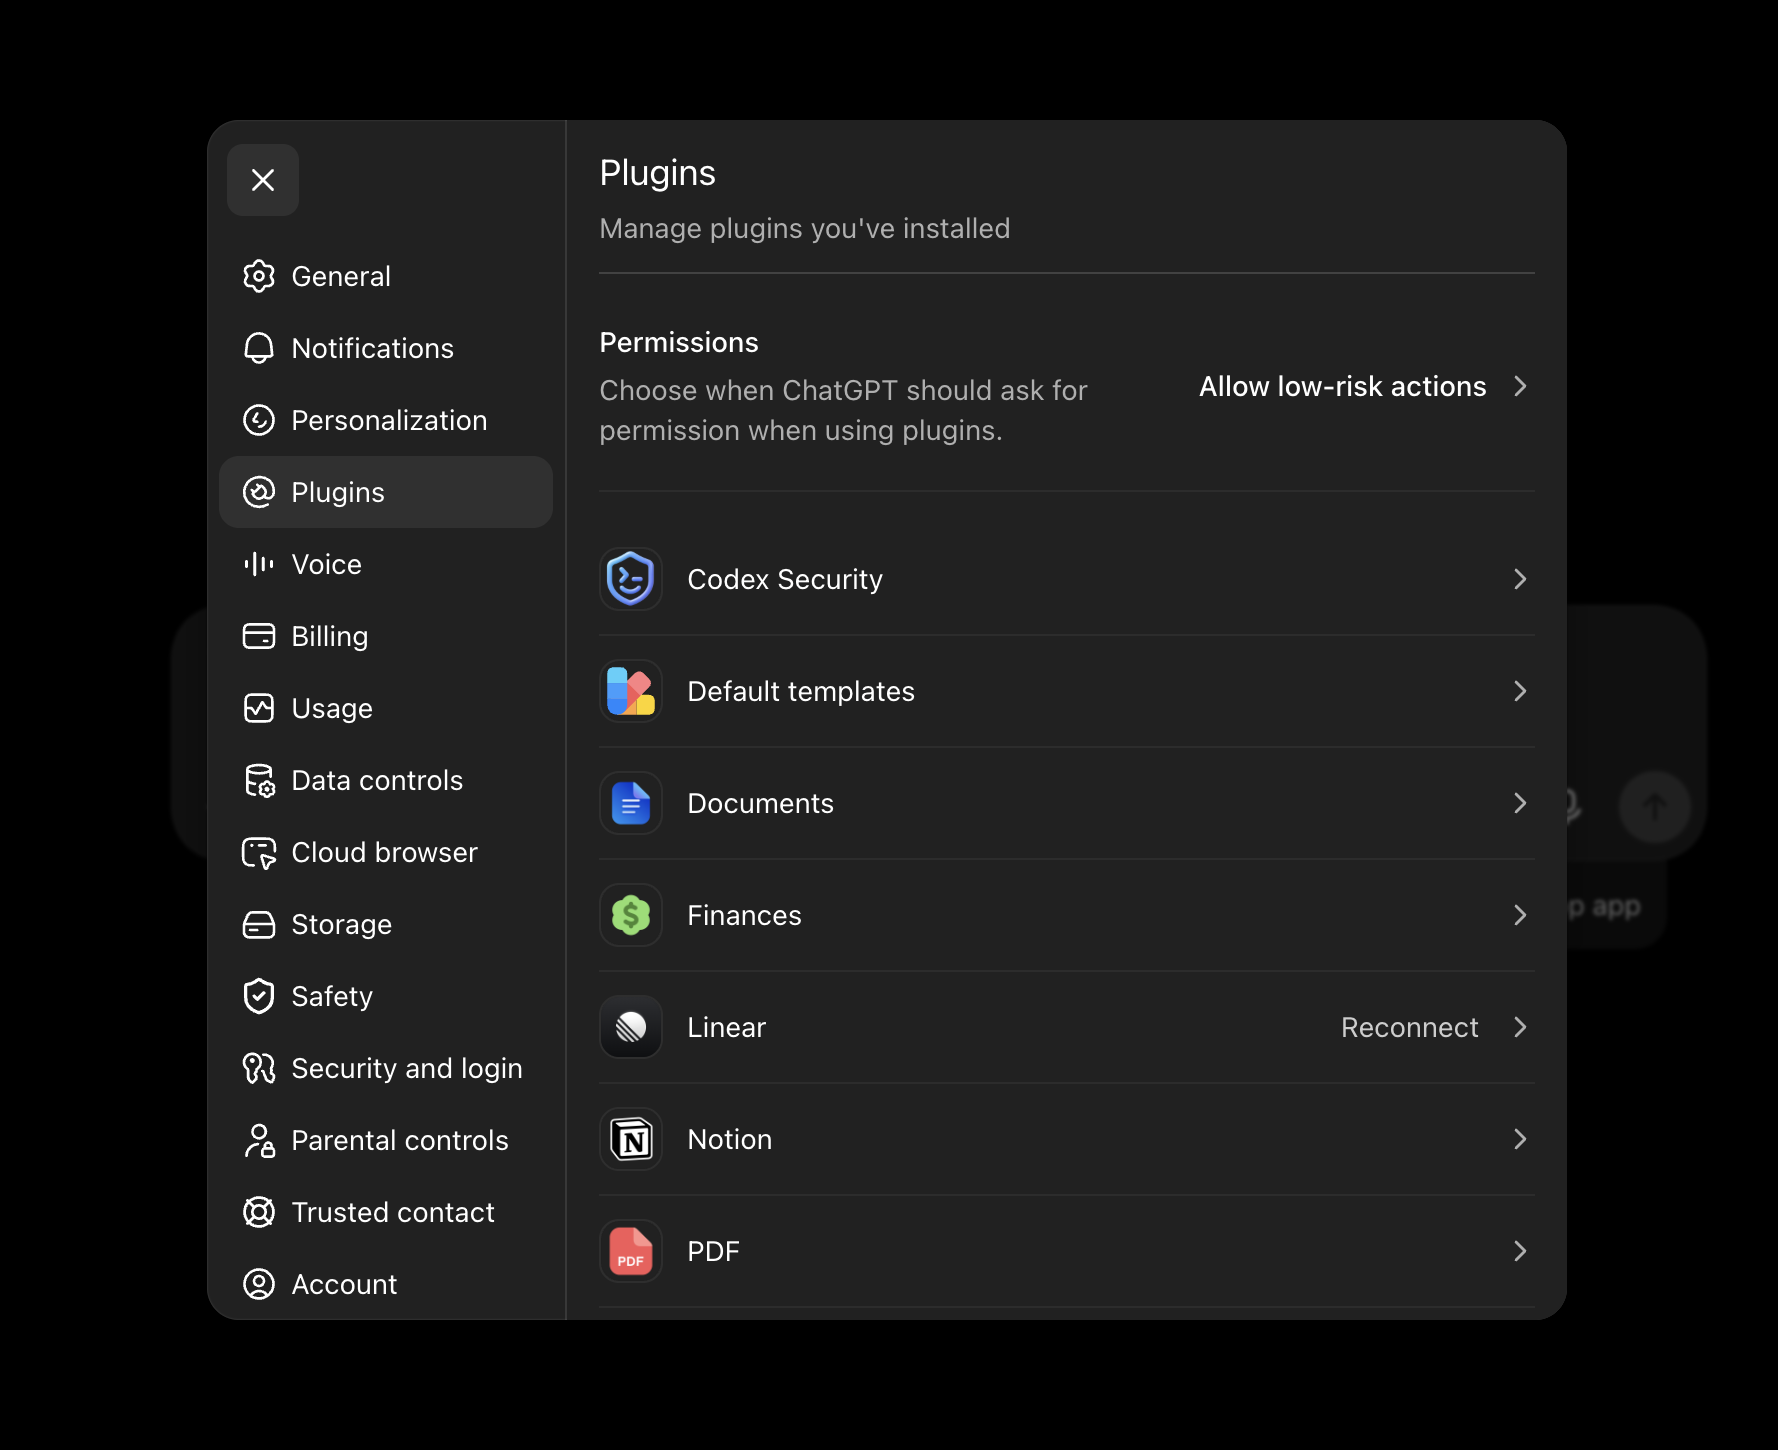 Plugins
Manage plugins you've installed
General
Notifications
Personalization
Plugins
Voice
Billing
Usage
Data controls
Cloud browser
Storage
Safety
Security and login
Parental controls
Trusted contact
Account
Permissions
Choose when ChatGPT should ask for
permission when using plugins.
Allow low-risk actions
Codex Security
Default templates
Documents
Finances
Linear
Reconnect
Notion
PDF
PDF
app